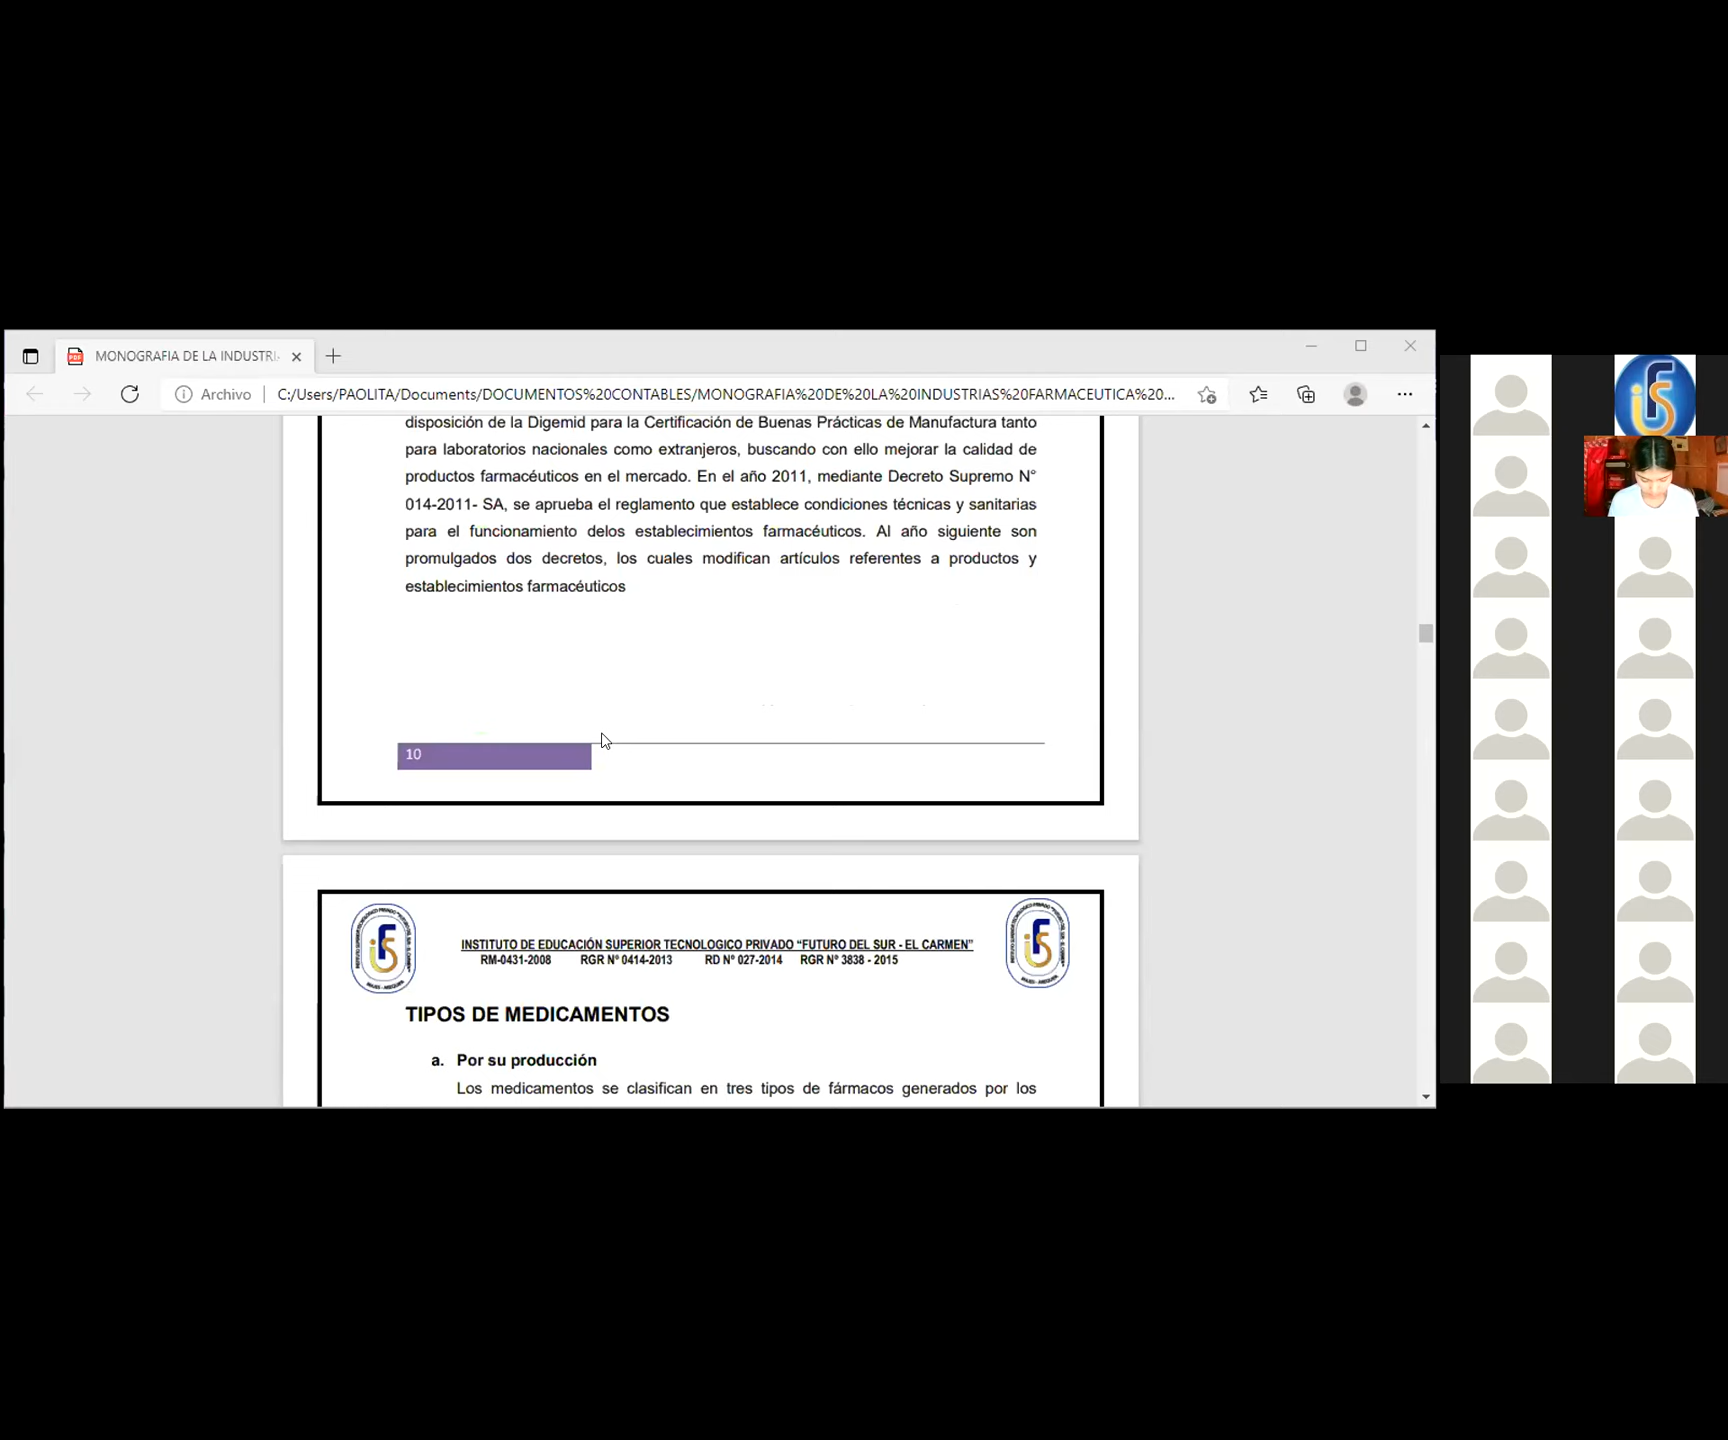 MONOGRAFIA DE LA INDUSTRI
Archivo
C:/Users/PAOLITA/Documents/DOCUMENTOS%20CONTABLES/MONOGRAFIA%20DE%20LA%20INDUSTRIAS%20FARMACEUTICA%20...
disposición de la Digemid para la Certificación de Buenas Prácticas de Manufactura tanto
para laboratorios nacionales como extranjeros, buscando con ello mejorar la calidad de
productos farmacéuticos en el mercado. En el año 2011, mediante Decreto Supremo N°
014-2011- SA, se aprueba el reglamento que establece condiciones técnicas y sanitarias
para el funcionamiento delos establecimientos farmacéuticos. Al año siguiente son
promulgados dos decretos, los cuales modifican artículos referentes a productos y
establecimientos farmacéuticos
10
INSTITUTO DE EDUCACIÓN SUPERIOR TECNOLOGICO PRIVADO “FUTURO DEL SUR - EL CARMEN”
RM-0431-2008 RGR Nº 0414-2013 RD Nº 027-2014 RGR Nº 3838 - 2015
TIPOS DE MEDICAMENTOS
a. Por su producción
Los medicamentos se clasifican en tres tipos de fármacos generados por los